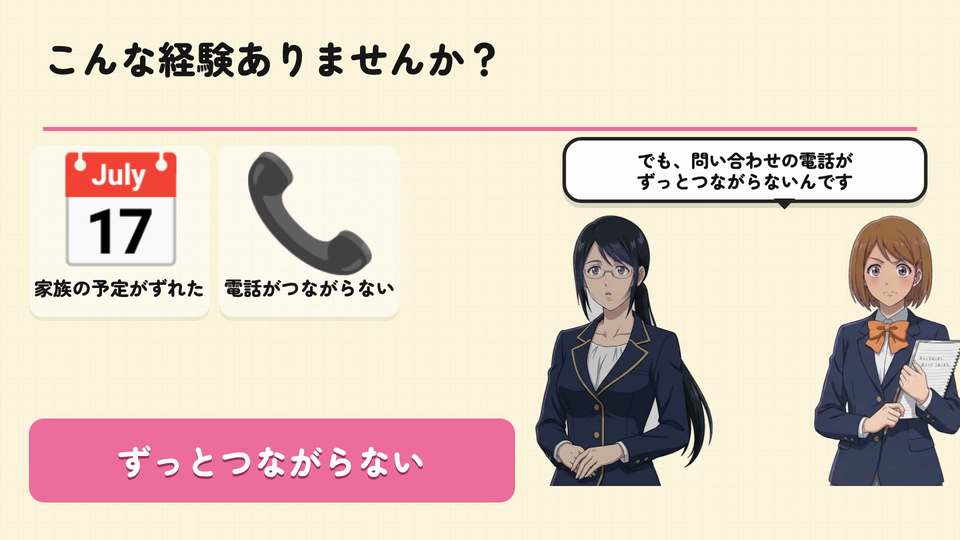 こんな経験ありませんか？
July
17
家族の予定がずれた
電話がつながらない
でも、問い合わせの電話が
ずっとつながらないんです
ずっとつながらない